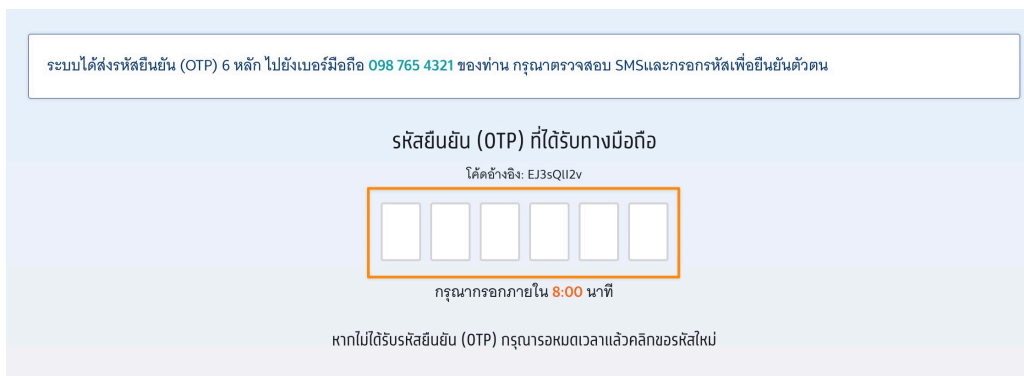 ระบบได้ส่งรหัสยืนยัน (OTP) 6 หลัก ไปยังเบอร์มือถือ 098 765 4321 ของท่าน กรุณาตรวจสอบ SMSและกรอกรหัสเพื่อยืนยันตัวตน
รหัสยืนยัน (OTP) ที่ได้รับทางมือถือ
โค้ดอ้างอิง: EJ3sQlI2v
กรุณากรอกภายใน 8:00 นาที
หากไม่ได้รับรหัสยืนยัน (OTP) กรุณารอหมดเวลาแล้วคลิกขอรหัสใหม่